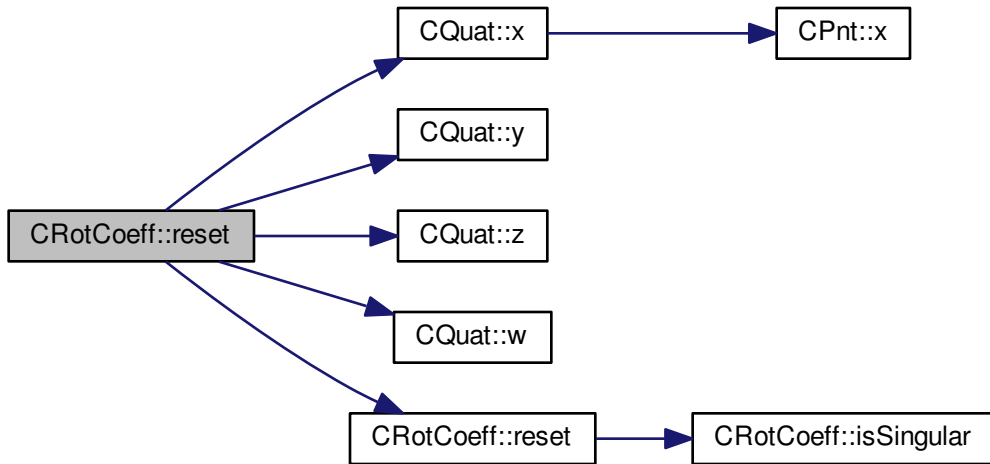 CQuat::x
CPnt::x
CQuat::y
CRotCoeff::reset
CQuat::z
CQuat::w
CRotCoeff::reset
CRotCoeff::isSingular